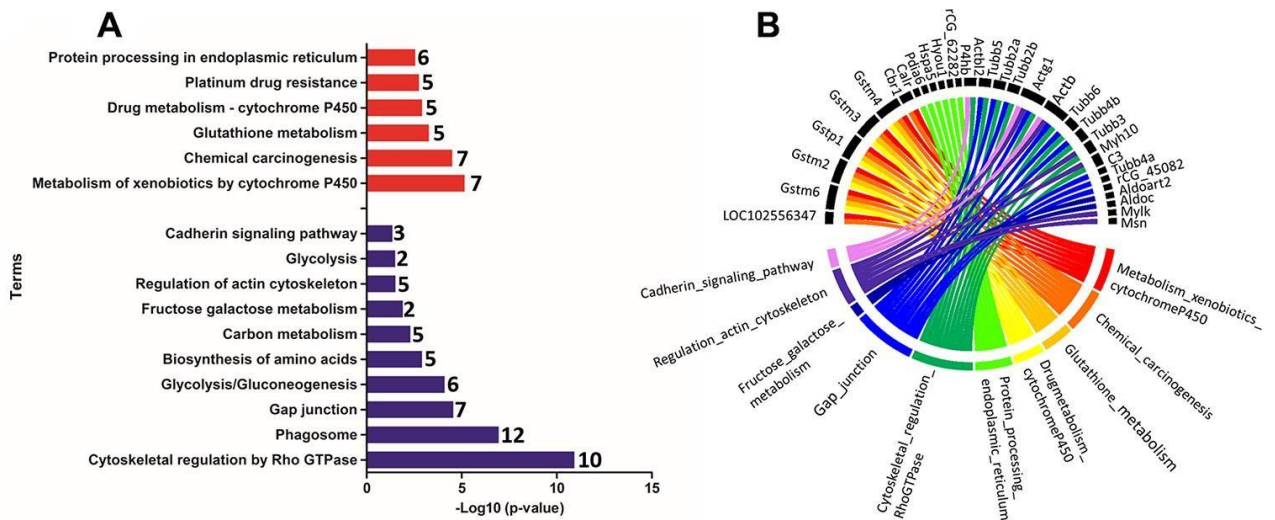 A
Protein processing in endoplasmic reticulum 6
Platinum drug resistance 5
Drug metabolism - cytochrome P450 5
Glutathione metabolism 5
Chemical carcinogenesis 7
Metabolism of xenobiotics by cytochrome P450 7
Cadherin signaling pathway 3
Glycolysis 2
Regulation of actin cytoskeleton 5
Fructose galactose metabolism 2
Carbon metabolism 5
Biosynthesis of amino acids 5
Glycolysis/Gluconeogenesis 6
Gap junction 7
Phagosome 12
Cytoskeletal regulation by Rho GTPase 10
Terms
0 5 10 15
-Log10 (p-value)
B
LOC102556347
Gstm6
Gstm2
Gstp1
Gstm3
Gstm4
Cbr1
Calr
Pdia6
Hspa5
Hyou1
rCG_62282
P4hb
Actbl2
Tubb5
Tubb2a
Tubb2b
Actg1
Actb
Tubb6
Tubb4b
Tubb3
Myh10
C3
Tubb4a
rCG_45082
Aldoart2
Aldoc
Mylk
Msn
Cadherin_signaling_pathway
Regulation_actin_cytoskeleton
Fructose_galactose_
metabolism
Gap_junction
Cytoskeletal_regulation_
RhoGTPase
Protein_processing_
endoplasmic_reticulum
Drugmetabolism_
cytochromeP450
Glutathione_metabolism
Chemical_carcinogenesis
Metabolism_xenobiotics_
cytochromeP450